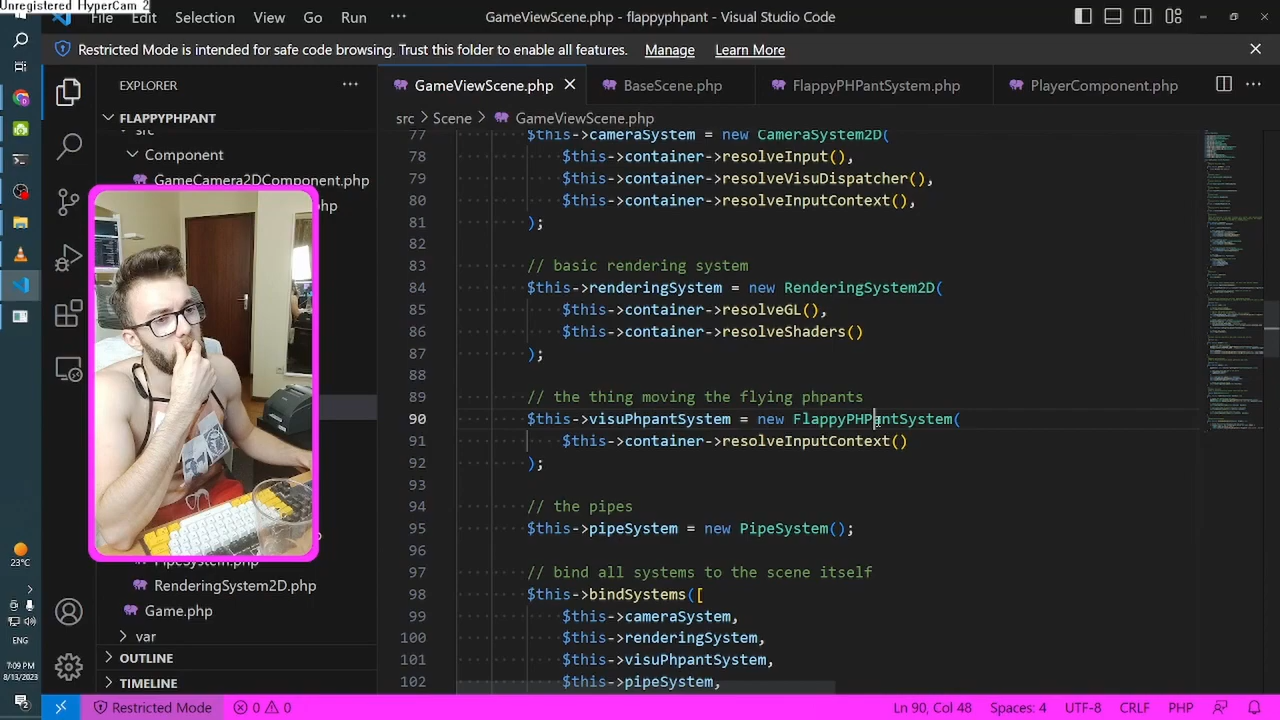 Unregistered HyperCam 2
Edit Selection View Go Run ··· GameViewScene.php - flappyphpant - Visual Studio Code
Restricted Mode is intended for safe code browsing. Trust this folder to enable all features. Manage Learn More
EXPLORER ··· GameViewScene.php BaseScene.php FlappyPHPantSystem.php PlayerComponent.php
FLAPPYPHPANT
src > Scene > GameViewScene.php
src
Component
GameCamera2DComponent.php
PipeSystem.php
RenderingSystem2D.php
Game.php
var
OUTLINE
TIMELINE
77 $this->cameraSystem = new CameraSystem2D(
78 $this->container->resolveInput(),
79 $this->container->resolveVisuDispatcher(),
80 $this->container->resolveInputContext(),
81 );
82
83 // basic rendering system
84 $this->renderingSystem = new RenderingSystem2D(
85 $this->container->resolveGL(),
86 $this->container->resolveShaders()
87 );
88
89 // the thing moving the flying phpants
90 $this->visuPhpantSystem = new FlappyPHPantSystem(
91 $this->container->resolveInputContext()
92 );
93
94 // the pipes
95 $this->pipeSystem = new PipeSystem();
96
97 // bind all systems to the scene itself
98 $this->bindSystems([
99 $this->cameraSystem,
100 $this->renderingSystem,
101 $this->visuPhpantSystem,
102 $this->pipeSystem,
23°C
ENG
7:09 PM
8/13/2023
Restricted Mode 0 0 Ln 90, Col 48 Spaces: 4 UTF-8 CRLF PHP